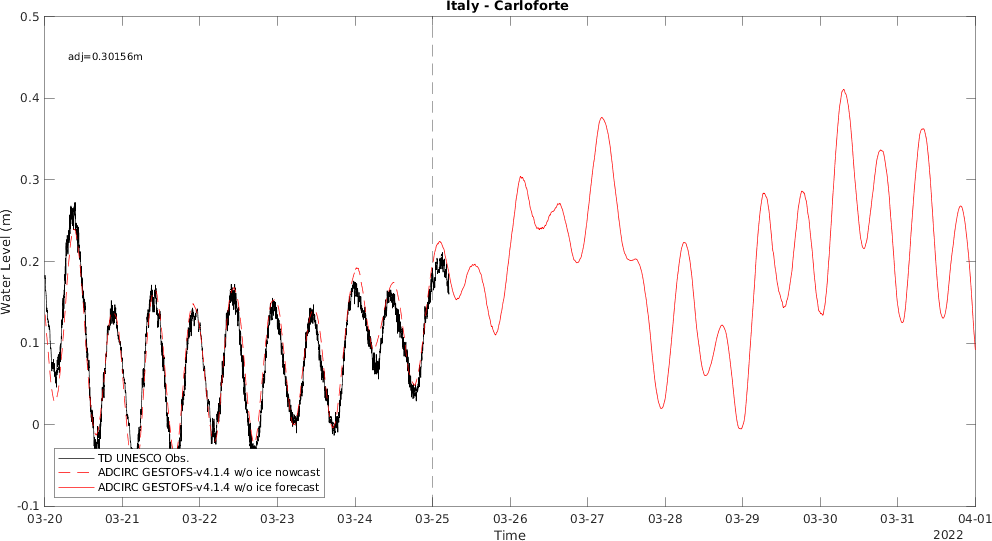 Italy - Carloforte
adj=0.30156m
Water Level (m)
0.5
0.4
0.3
0.2
0.1
0
-0.1
TD UNESCO Obs.
ADCIRC GESTOFS-v4.1.4 w/o ice nowcast
ADCIRC GESTOFS-v4.1.4 w/o ice forecast
03-20 03-21 03-22 03-23 03-24 03-25 03-26 03-27 03-28 03-29 03-30 03-31 04-01
Time
2022